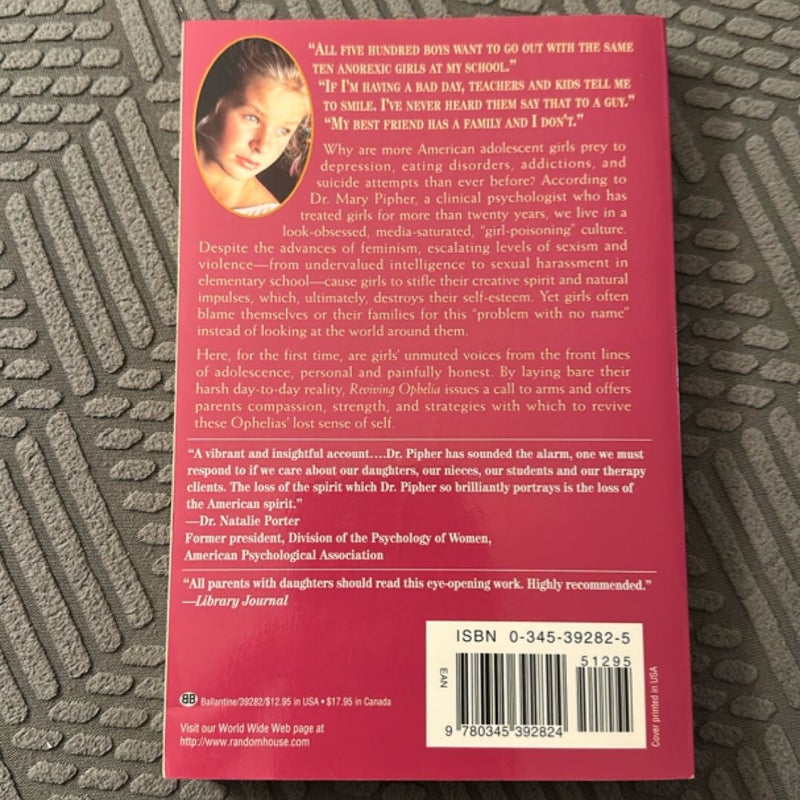 “ALL FIVE HUNDRED BOYS WANT TO GO OUT WITH THE SAME
TEN ANOREXIC GIRLS AT MY SCHOOL.”
“IF I'M HAVING A BAD DAY, TEACHERS AND KIDS TELL ME
TO SMILE. I'VE NEVER HEARD THEM SAY THAT TO A GUY.”
“MY BEST FRIEND HAS A FAMILY AND I DON'T.”
Why are more American adolescent girls prey to
depression, eating disorders, addictions, and
suicide attempts than ever before? According to
Dr. Mary Pipher, a clinical psychologist who has
treated girls for more than twenty years, we live in a
look-obsessed, media-saturated, “girl-poisoning” culture.
Despite the advances of feminism, escalating levels of sexism and
violence—from undervalued intelligence to sexual harassment in
elementary school—cause girls to stifle their creative spirit and natural
impulses, which, ultimately, destroys their self-esteem. Yet girls often
blame themselves or their families for this “problem with no name”
instead of looking at the world around them.
Here, for the first time, are girls' unmuted voices from the front lines
of adolescence, personal and painfully honest. By laying bare their
harsh day-to-day reality, Reviving Ophelia issues a call to arms and offers
parents compassion, strength, and strategies with which to revive
these Ophelias' lost sense of self.
“A vibrant and insightful account....Dr. Pipher has sounded the alarm, one we must
respond to if we care about our daughters, our nieces, our students and our therapy
clients. The loss of the spirit which Dr. Pipher so brilliantly portrays is the loss of
the American spirit.”
—Dr. Natalie Porter
Former president, Division of the Psychology of Women,
American Psychological Association
“All parents with daughters should read this eye-opening work. Highly recommended.”
—Library Journal
ISBN 0-345-39282-5
51295
EAN
9 780345 392824
Cover printed in USA
BB Ballantine/39282/$12.95 in USA • $17.95 in Canada
Visit our World Wide Web page at
http://www.randomhouse.com